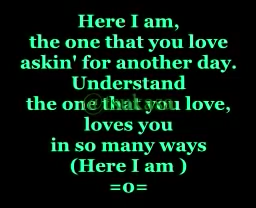 Here I am,
the one that you love
askin' for another day.
Understand
the one that you love,
loves you
in so many ways
(Here I am )
=o=